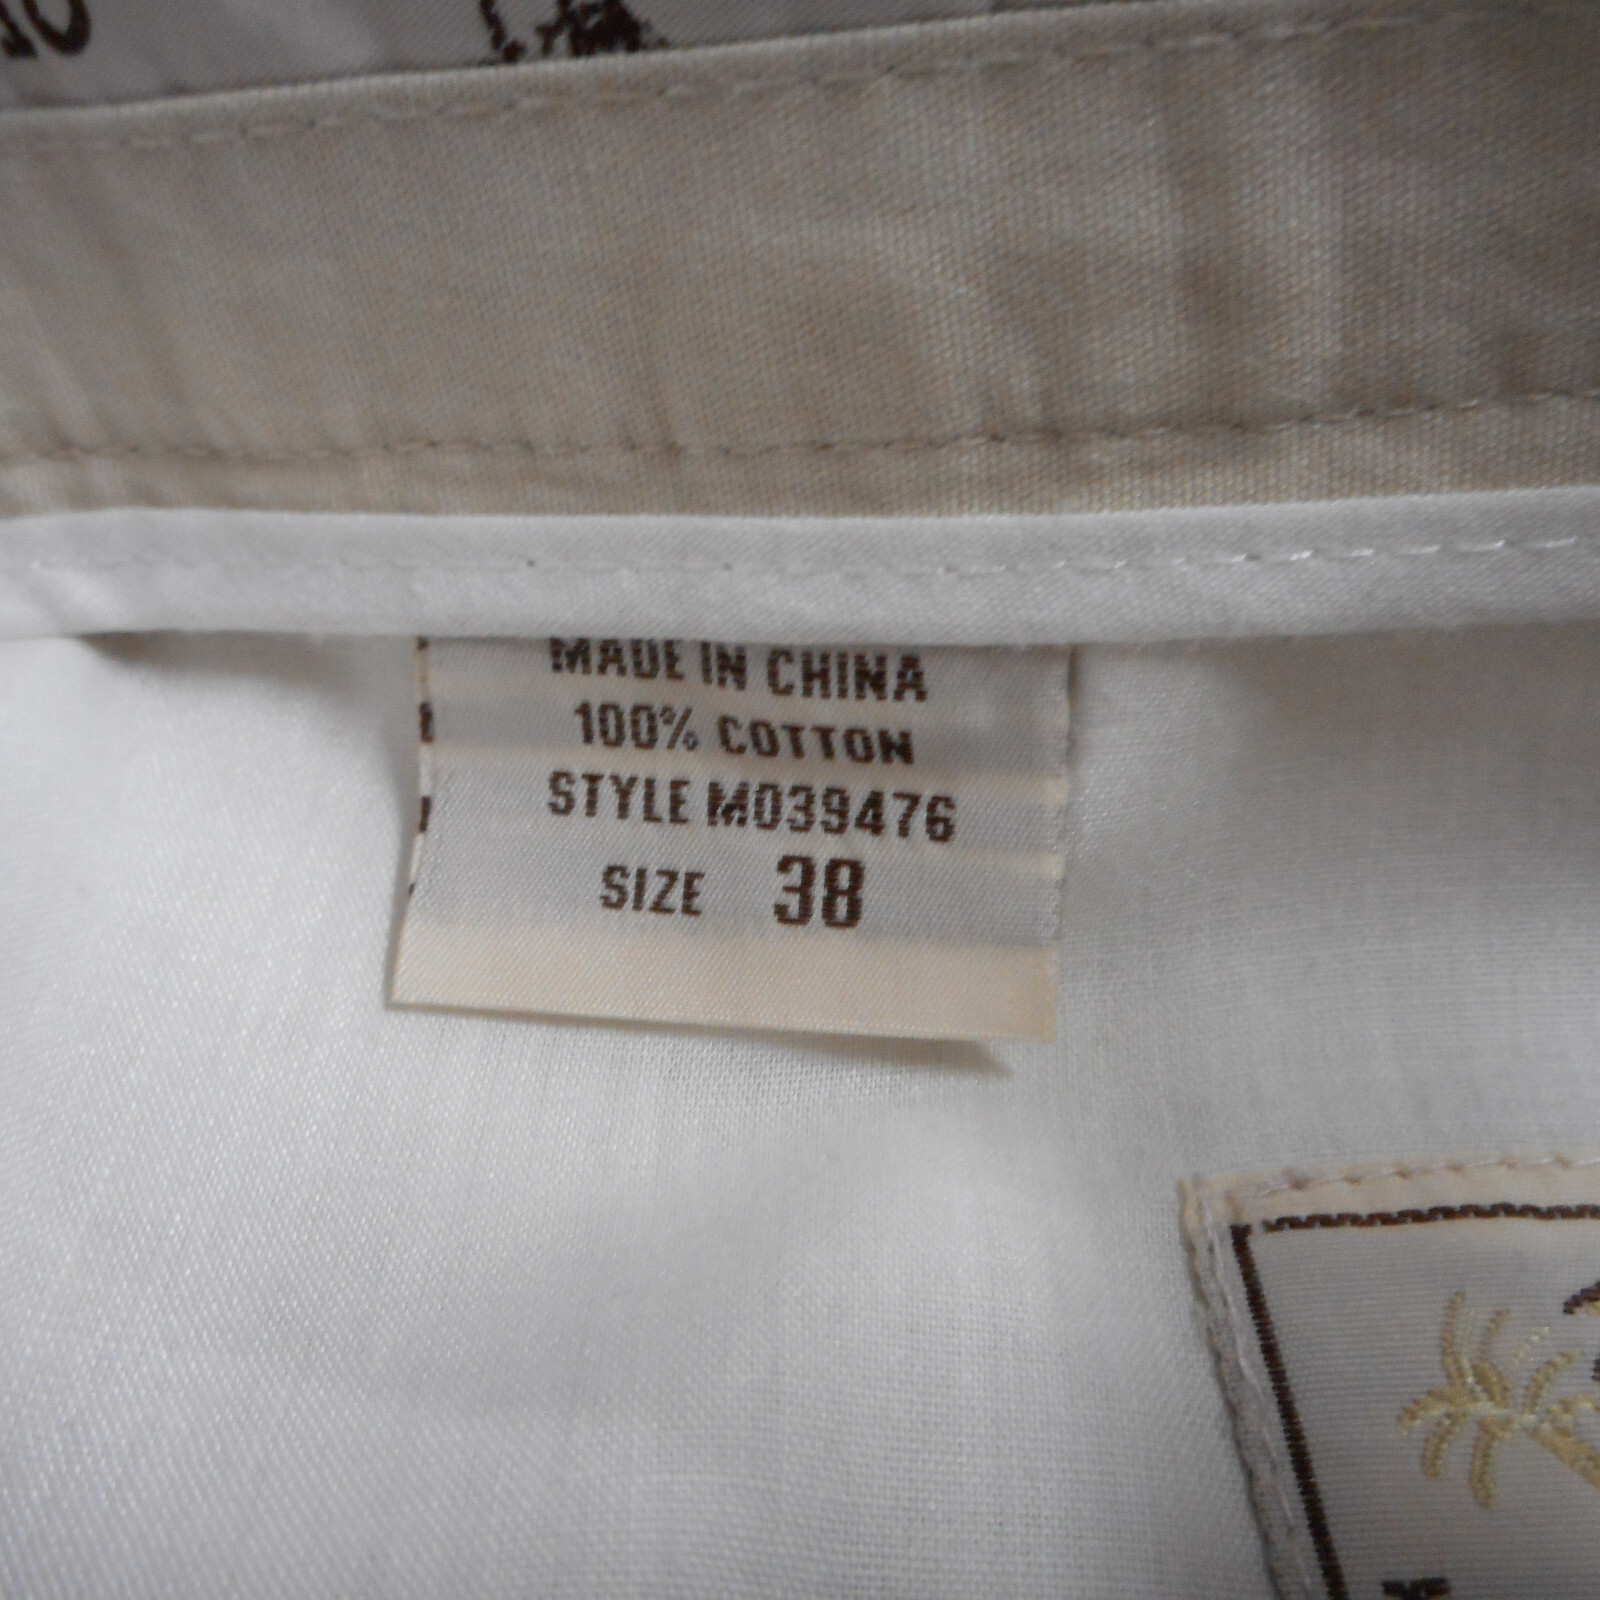 MADE IN CHINA
100% COTTON
STYLE M039476
SIZE 38